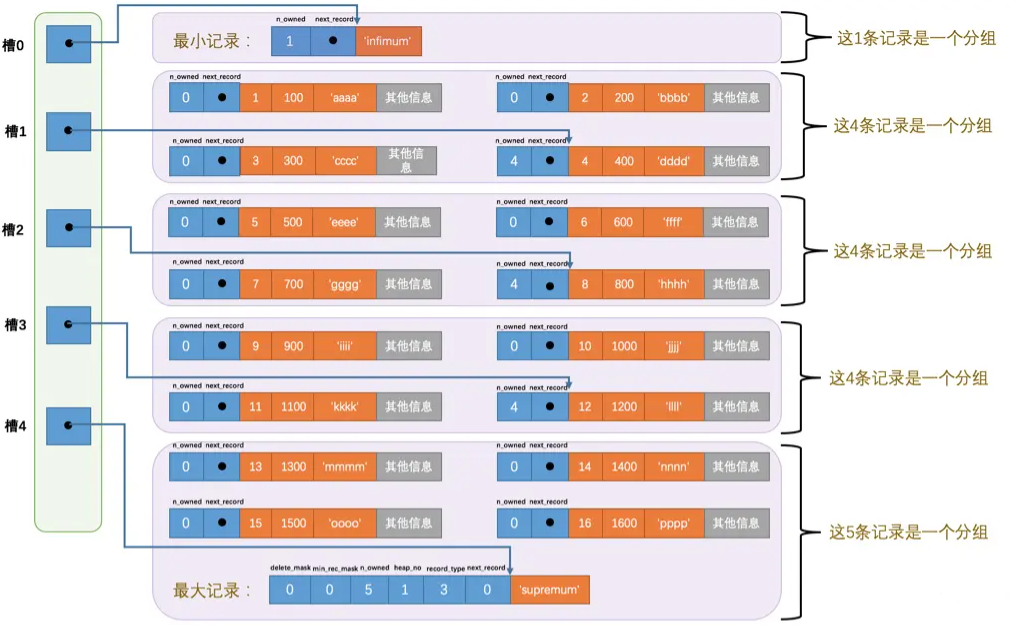 槽0
n_owned next_record
最小记录： 1 'infimum'
这1条记录是一个分组
n_owned next_record n_owned next_record
0 1 100 'aaaa' 其他信息 0 2 200 'bbbb' 其他信息
槽1
这4条记录是一个分组
n_owned next_record n_owned next_record
0 3 300 'cccc' 其他信息 4 4 400 'dddd' 其他信息
n_owned next_record n_owned next_record
0 5 500 'eeee' 其他信息 0 6 600 'ffff' 其他信息
槽2
这4条记录是一个分组
n_owned next_record n_owned next_record
0 7 700 'gggg' 其他信息 4 8 800 'hhhh' 其他信息
槽3
n_owned next_record n_owned next_record
0 9 900 'iiii' 其他信息 0 10 1000 'jjjj' 其他信息
这4条记录是一个分组
n_owned next_record n_owned next_record
0 11 1100 'kkkk' 其他信息 4 12 1200 'llll' 其他信息
槽4
n_owned next_record n_owned next_record
0 13 1300 'mmmm' 其他信息 0 14 1400 'nnnn' 其他信息
n_owned next_record n_owned next_record
0 15 1500 'oooo' 其他信息 0 16 1600 'pppp' 其他信息
这5条记录是一个分组
delete_mask min_rec_mask n_owned heap_no record_type next_record
最大记录： 0 0 5 1 3 0 'supremum'